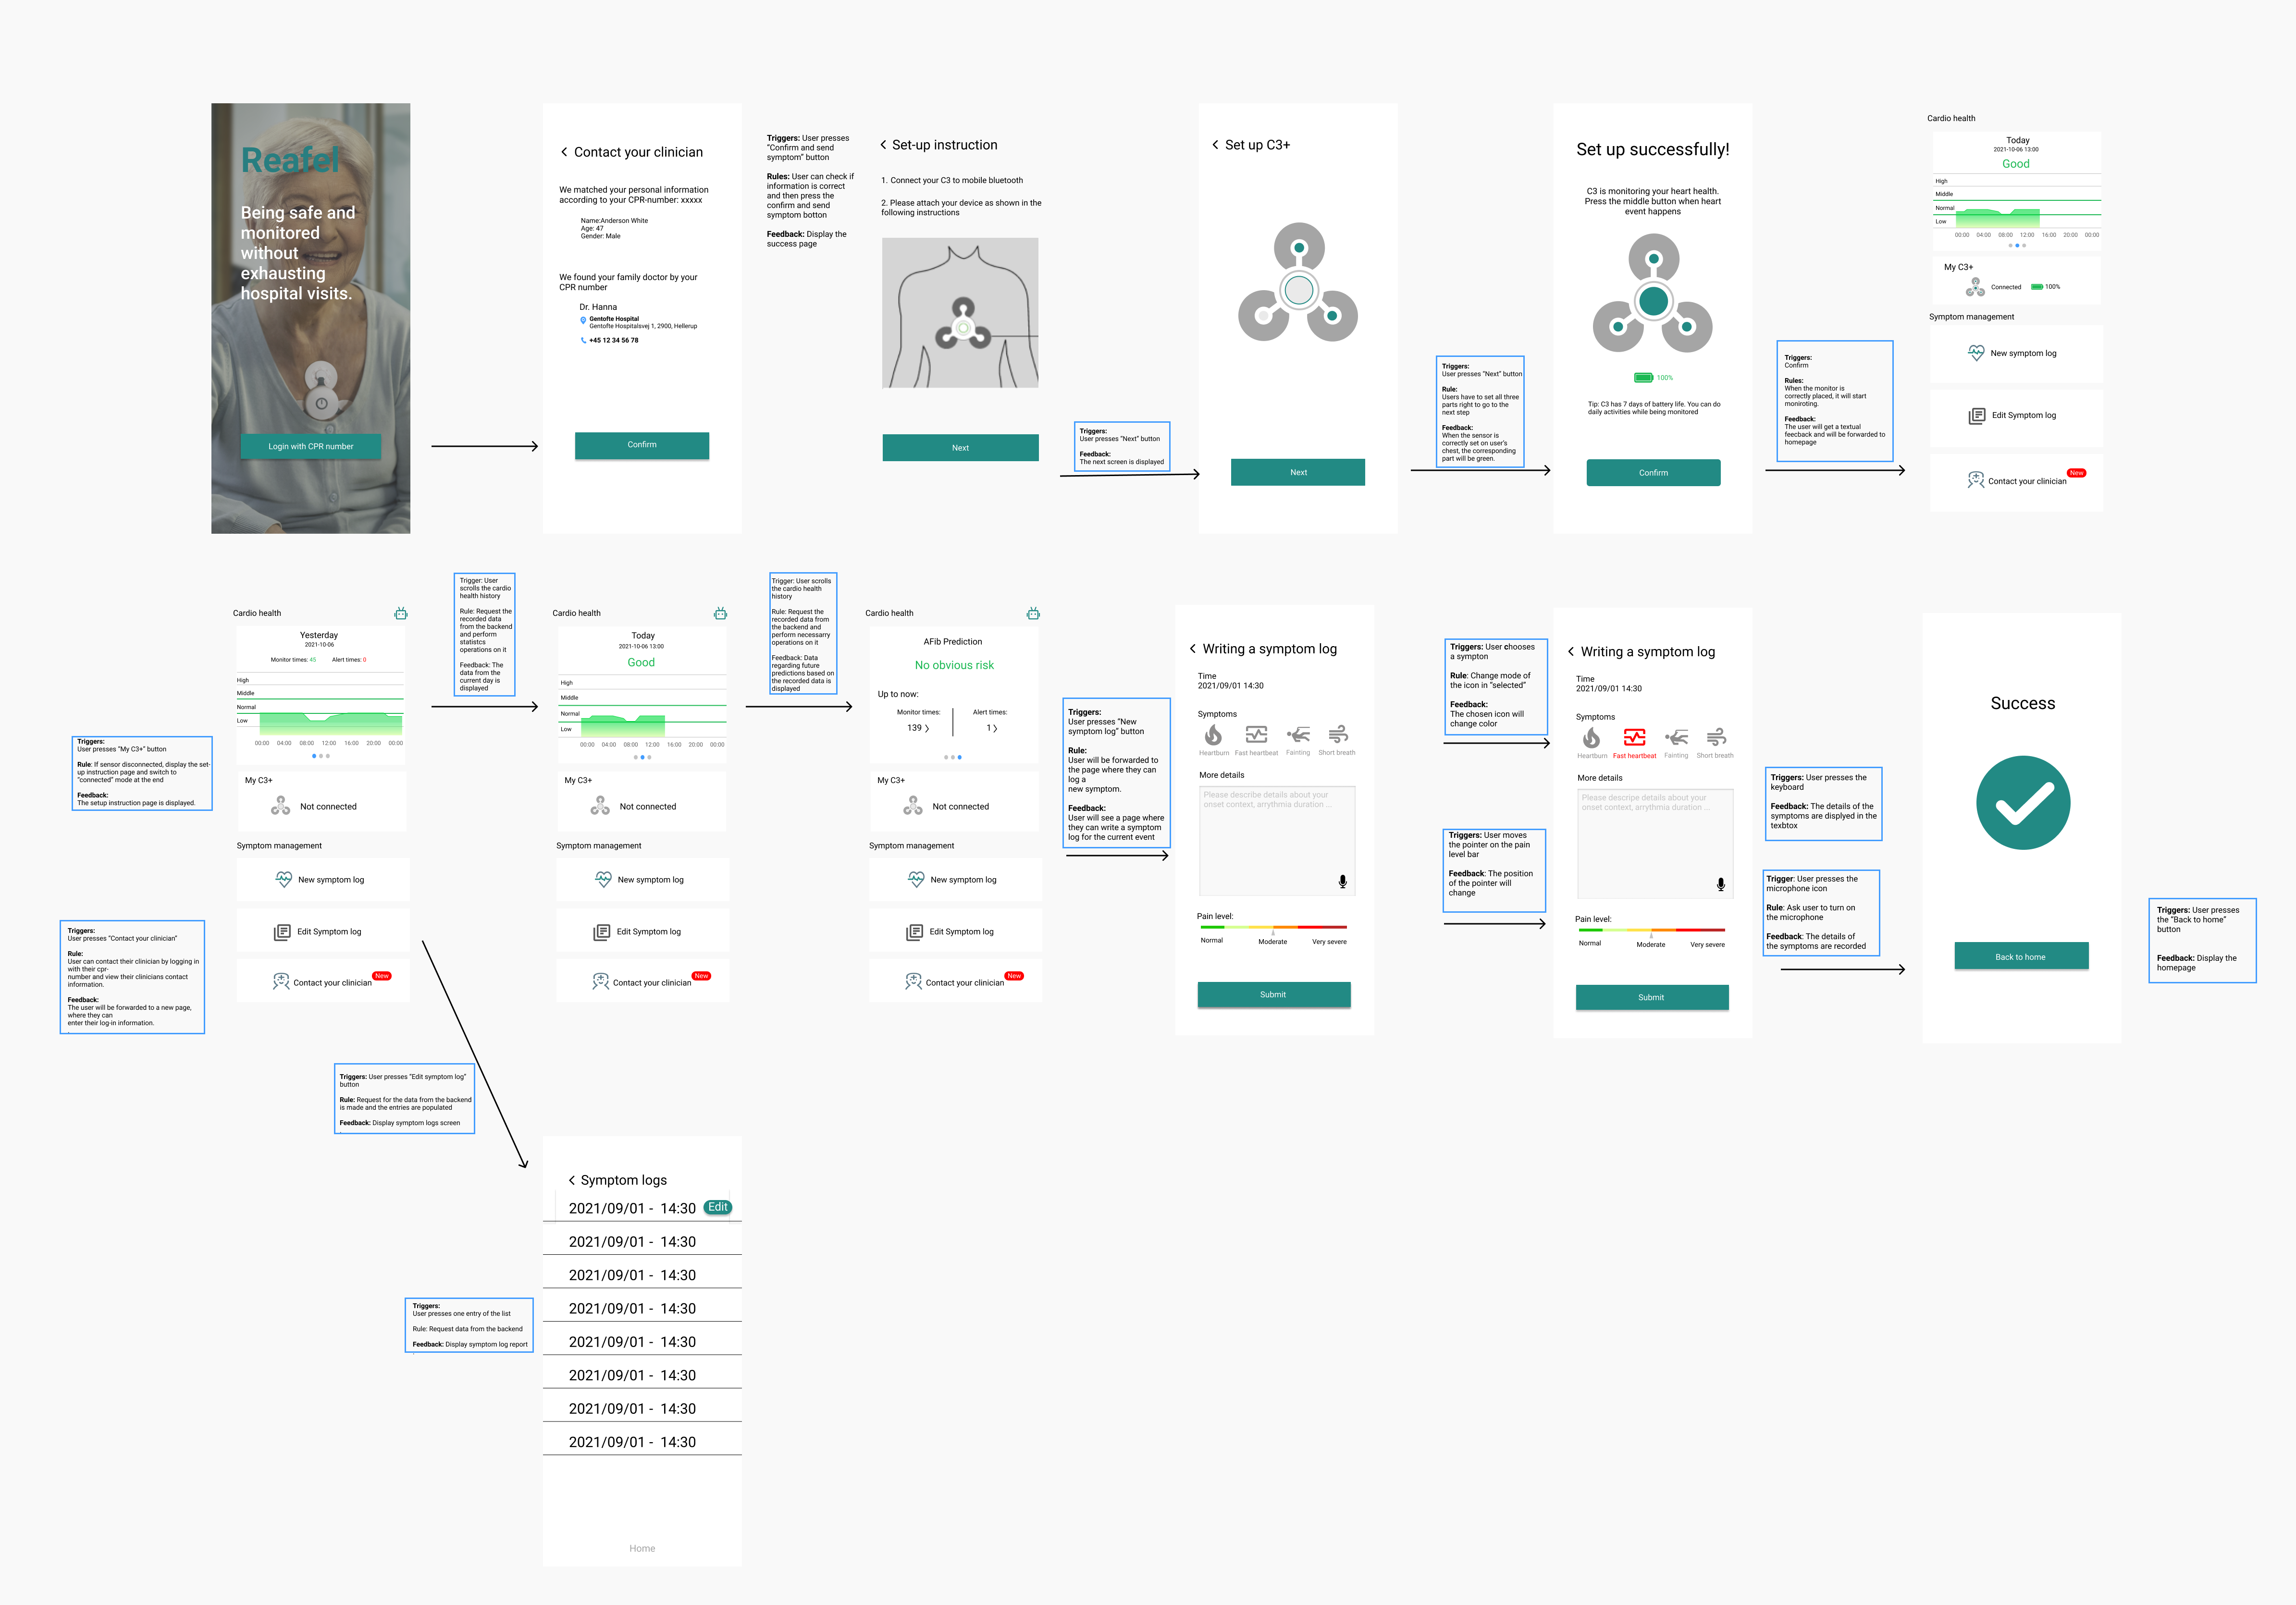 Reafel
Being safe and
monitored
without
exhausting
hospital visits.
Login with CPR number
Contact your clinician
We matched your personal information
according to your CPR-number: xxxxx
Name:Anderson White
Age: 47
Gender: Male
We found your family doctor by your
CPR number
Dr. Hanna
Gentofte Hospital
Gentofte Hospitalsvej 1, 2900, Hellerup
+45 12 34 56 78
Confirm
Triggers: User presses
“Confirm and send
symptom” button
Rules: User can check if
information is correct
and then press the
confirm and send
symptom botton
Feedback: Display the
success page
Set-up instruction
1. Connect your C3 to mobile bluetooth
2. Please attach your device as shown in the
following instructions
Next
Triggers:
User presses “Next” button
Feedback:
The next screen is displayed
Set up C3+
Next
Triggers:
User presses “Next” button
Rule:
Users have to set all three
parts right to go to the
next step
Feedback:
When the sensor is
correctly set on user's
chest, the corresponding
part will be green.
Set up successfully!
C3 is monitoring your heart health.
Press the middle button when heart
event happens
100%
Tip: C3 has 7 days of battery life. You can do
daily activities while being monitored
Confirm
Triggers:
Confirm
Rules:
When the monitor is
correctly placed, it will start
moniroting.
Feedback:
The user will get a textual
feecback and will be forwarded to
homepage
Cardio health
Today
2021-10-06 13:00
Good
High
Middle
Normal
Low
00:00 04:00 08:00 12:00 16:00 20:00 00:00
My C3+
Connected 100%
Symptom management
New symptom log
Edit Symptom log
Contact your clinician New
Triggers:
User presses “My C3+” button
Rule: If sensor disconnected, display the set-
up instruction page and switch to
“connected” mode at the end
Feedback:
The setup instruction page is displayed.
Triggers:
User presses “Contact your clinician”
Rule:
User can contact their clinician by logging in
with their cpr-
number and view their clinicians contact
information.
Feedback:
The user will be forwarded to a new page,
where they can
enter their log-in information.
Cardio health
Yesterday
2021-10-06
Monitor times: 45 Alert times: 0
High
Middle
Normal
Low
00:00 04:00 08:00 12:00 16:00 20:00 00:00
My C3+
Not connected
Symptom management
New symptom log
Edit Symptom log
Contact your clinician New
Trigger: User
scrolls the cardio
health history
Rule: Request the
recorded data
from the backend
and perform
statistcs
operations on it
Feedback: The
data from the
current day is
displayed
Cardio health
Today
2021-10-06 13:00
Good
High
Middle
Normal
Low
00:00 04:00 08:00 12:00 16:00 20:00 00:00
My C3+
Not connected
Symptom management
New symptom log
Edit Symptom log
Contact your clinician New
Trigger: User scrolls
the cardio health
history
Rule: Request the
recorded data from
the backend and
perform necessarry
operations on it
Feedback: Data
regarding future
predictions based on
the recorded data is
displayed
Cardio health
AFib Prediction
No obvious risk
Up to now:
Monitor times: Alert times:
139 1
My C3+
Not connected
Symptom management
New symptom log
Edit Symptom log
Contact your clinician New
Triggers:
User presses “New
symptom log” button
Rule:
User will be forwarded to
the page where they can
log a
new symptom.
Feedback:
User will see a page where
they can write a symptom
log for the current event
Writing a symptom log
Time
2021/09/01 14:30
Symptoms
Heartburn Fast heartbeat Fainting Short breath
More details
Please describe details about your
onset context, arrythmia duration ...
Pain level:
Normal Moderate Very severe
Submit
Triggers: User chooses
a sympton
Rule: Change mode of
the icon in “selected”
Feedback:
The chosen icon will
change color
Triggers: User moves
the pointer on the pain
level bar
Feedback: The position
of the pointer will
change
Writing a symptom log
Time
2021/09/01 14:30
Symptoms
Heartburn Fast heartbeat Fainting Short breath
More details
Please descripe details about your
onset context, arrythmia duration ...
Pain level:
Normal Moderate Very severe
Submit
Triggers: User presses the
keyboard
Feedback: The details of the
symptoms are displyed in the
texbtox
Trigger: User presses the
microphone icon
Rule: Ask user to turn on
the microphone
Feedback: The details of
the symptoms are recorded
Success
Back to home
Triggers: User presses
the “Back to home”
button
Feedback: Display the
homepage
Triggers: User presses “Edit symptom log”
button
Rule: Request for the data from the backend
is made and the entries are populated
Feedback: Display symptom logs screen
Symptom logs
2021/09/01 - 14:30 Edit
2021/09/01 - 14:30
2021/09/01 - 14:30
2021/09/01 - 14:30
2021/09/01 - 14:30
2021/09/01 - 14:30
2021/09/01 - 14:30
2021/09/01 - 14:30
Home
Triggers:
User presses one entry of the list
Rule: Request data from the backend
Feedback: Display symptom log report